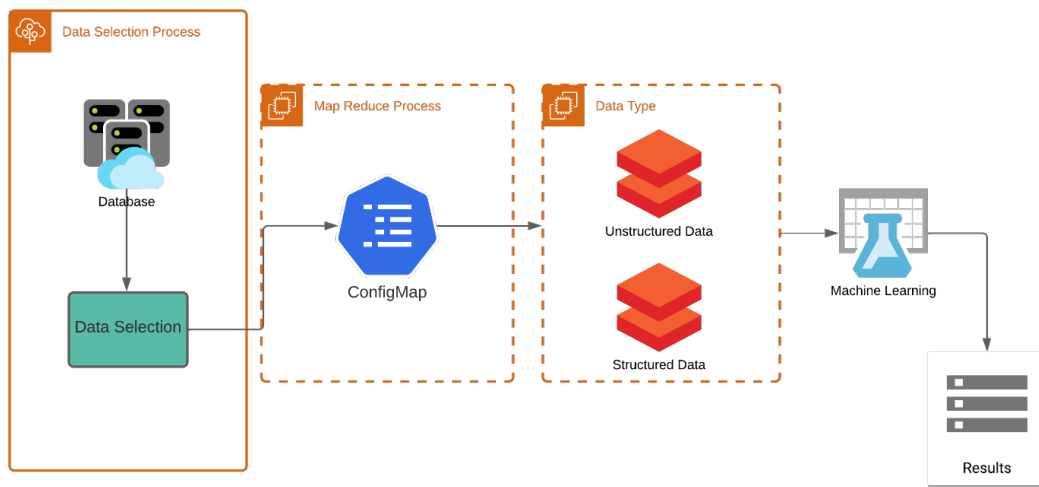 Data Selection Process
Database
Data Selection
Map Reduce Process
ConfigMap
Data Type
Unstructured Data
Structured Data
Machine Learning
Results